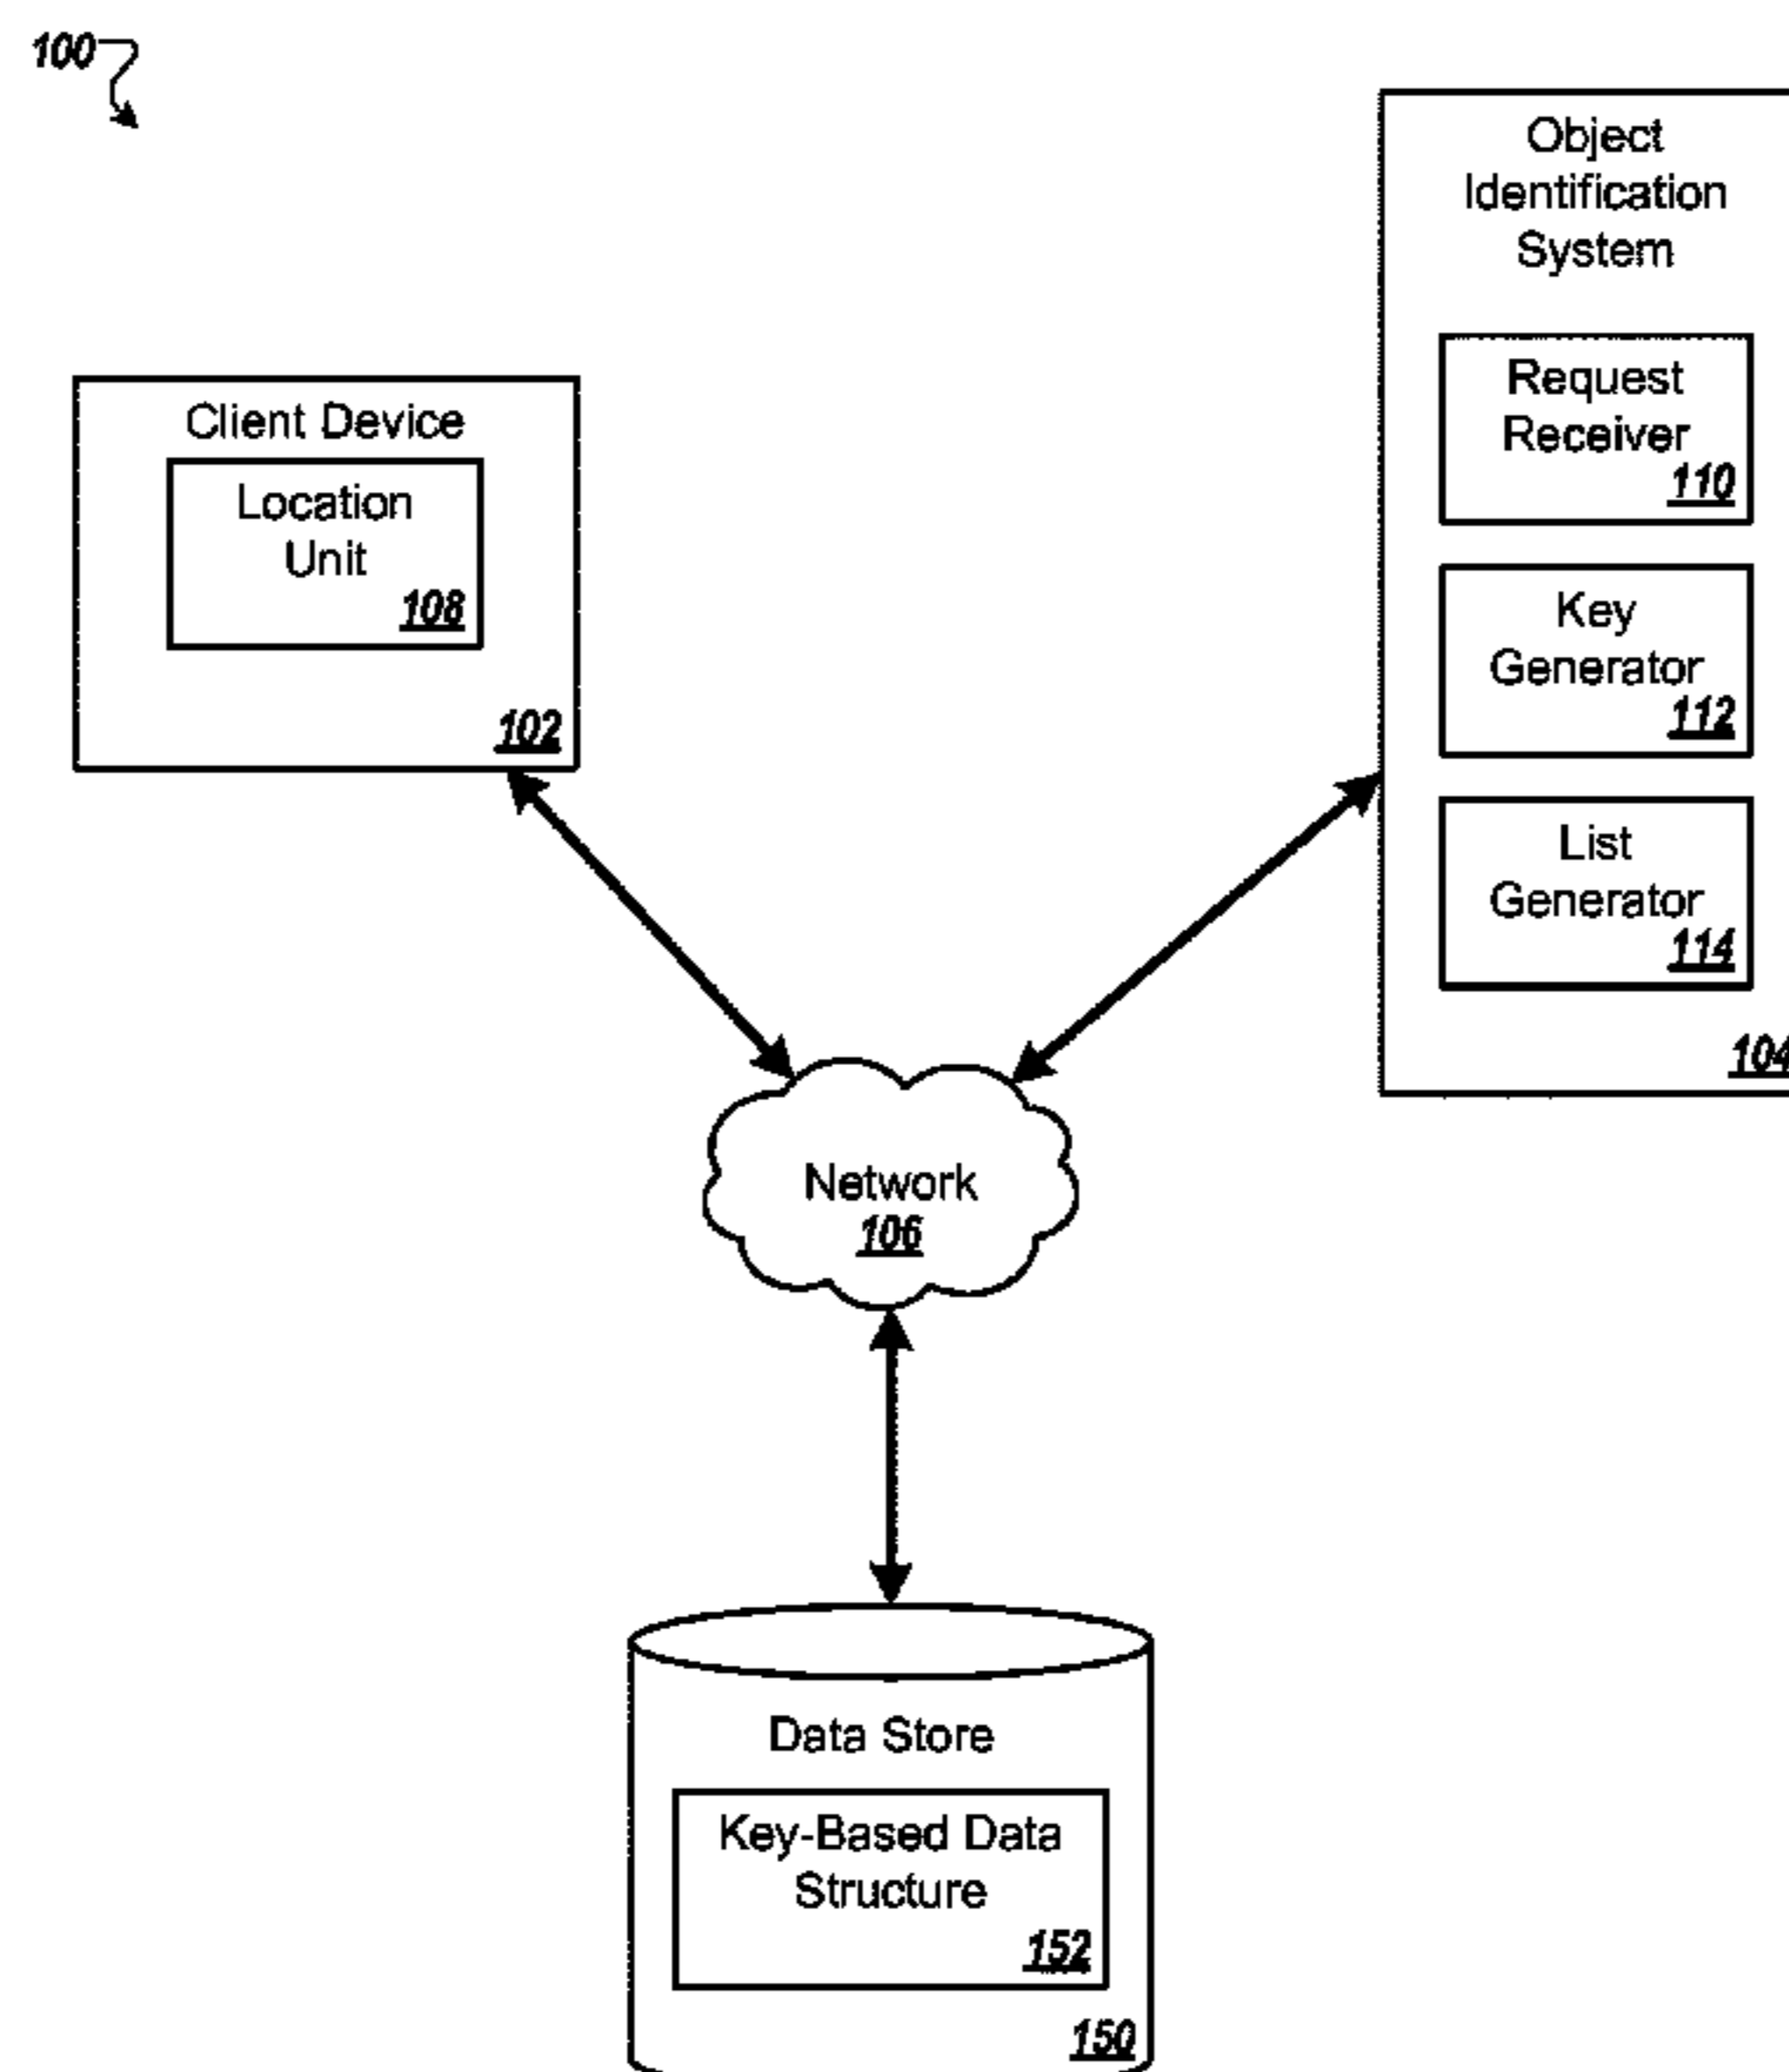 100
Object
Identification
System
Request
Receiver
110
Client Device
Location
Unit
108
102
Key
Generator
112
List
Generator
114
104
Network
106
Data Store
Key-Based Data
Structure
152
150